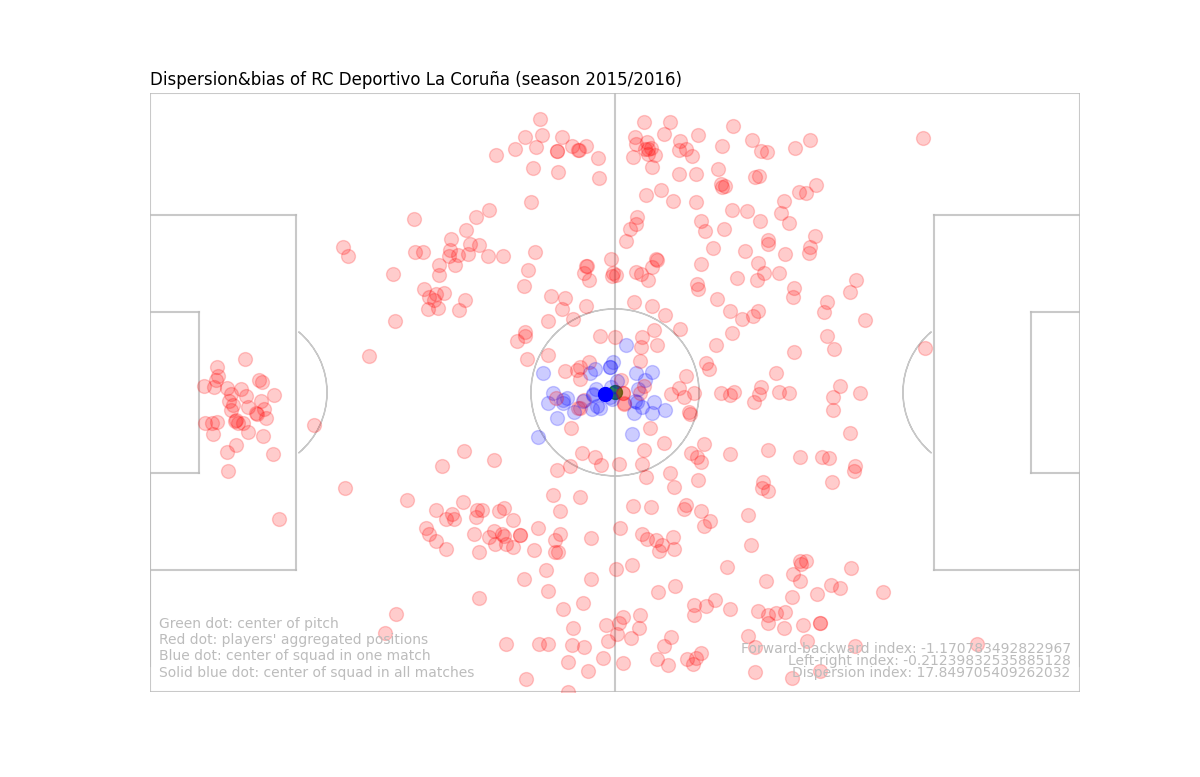 Dispersion&bias of RC Deportivo La Coruña (season 2015/2016)
Green dot: center of pitch
Red dot: players' aggregated positions
Blue dot: center of squad in one match
Solid blue dot: center of squad in all matches
Forward-backward index: -1.170783492822967
Left-right index: -0.21239832535885128
Dispersion index: 17.849705409262032